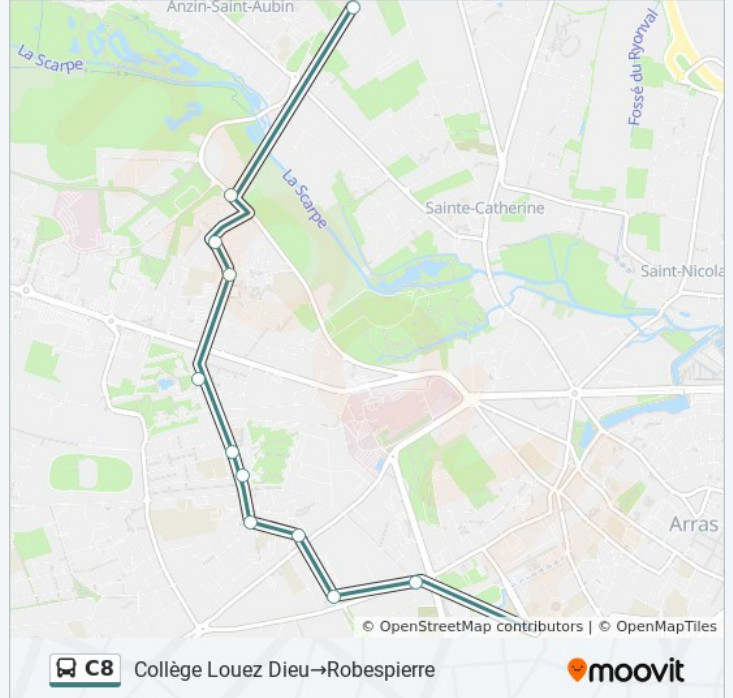 Anzin-Saint-Aubin
La Scarpe
Fossé du Ryonval
La Scarpe
Sainte-Catherine
Saint-Nicola
Arras
© OpenStreetMap contributors | © OpenMapTiles
C8 Collège Louez Dieu→Robespierre
moovit